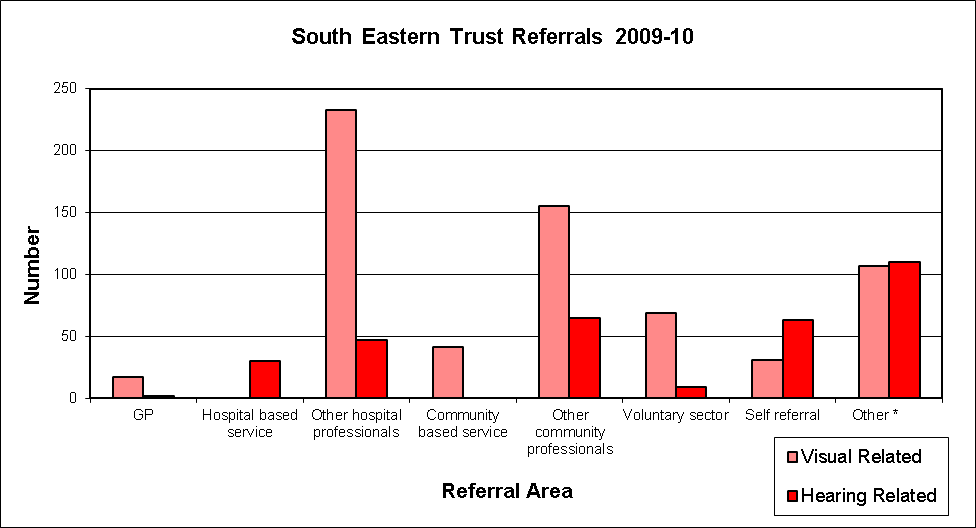 South Eastern Trust Referrals 2009-10
250
200
150
100
50
0
Number
GP
Hospital based
service
Other hospital
professionals
Community
based service
Other
community
professionals
Voluntary sector
Self referral
Other *
Referral Area
Visual Related
Hearing Related